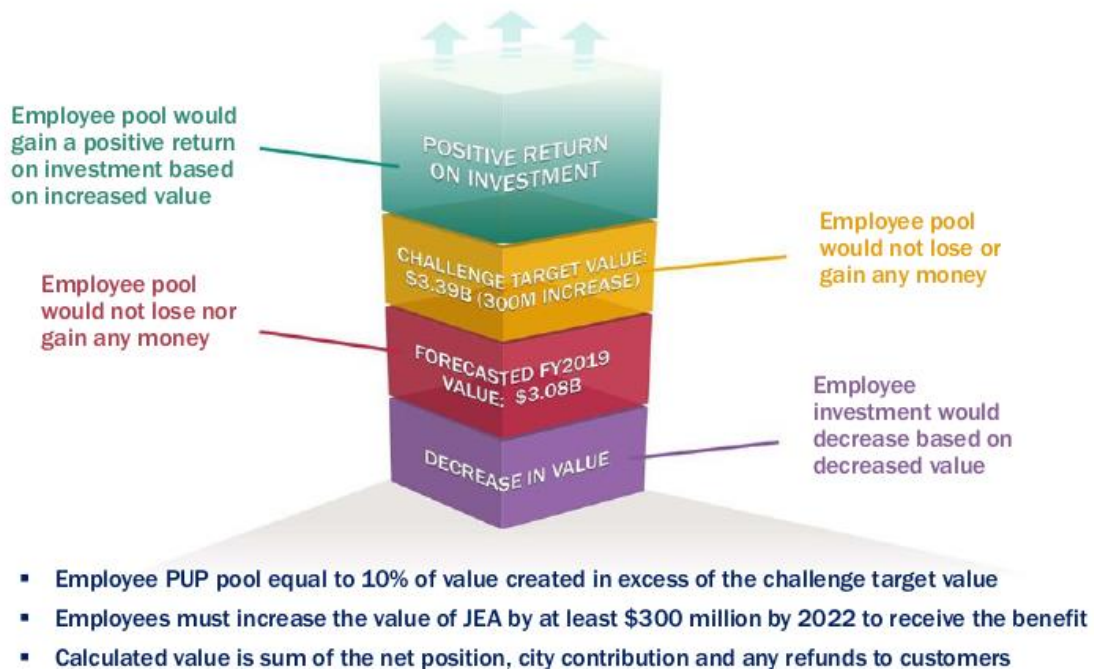 Employee pool would
gain a positive return
on investment based
on increased value
POSITIVE RETURN
ON INVESTMENT
Employee pool
would not lose or
gain any money
CHALLENGE TARGET VALUE:
$3.39B (300M INCREASE)
Employee pool
would not lose nor
gain any money
FORECASTED FY2019
VALUE: $3.08B
Employee
investment would
decrease based on
decreased value
DECREASE IN VALUE
▪ Employee PUP pool equal to 10% of value created in excess of the challenge target value
▪ Employees must increase the value of JEA by at least $300 million by 2022 to receive the benefit
▪ Calculated value is sum of the net position, city contribution and any refunds to customers